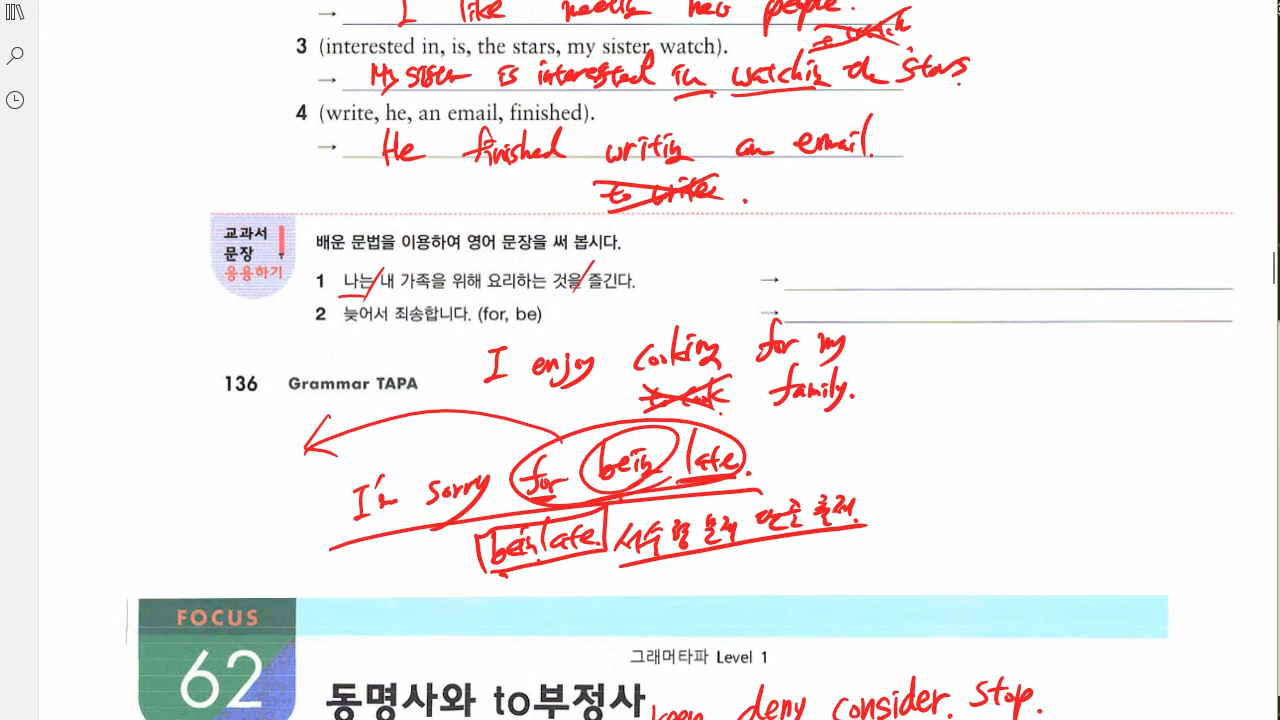 → I like meeting new people.
3 (interested in, is, the stars, my sister, watch).
→ My sister is interested in watching the stars.
4 (write, he, an email, finished).
→ He finished writing an email.
to write.
교과서
문장
응용하기
배운 문법을 이용하여 영어 문장을 써 봅시다.
1 나는 내 가족을 위해 요리하는 것을 즐긴다. →
2 늦어서 죄송합니다. (for, be) →
I enjoy cooking for my
to cook family.
136 Grammar TAPA
I'm sorry for being late.
being late. 서수형 문제 단순 출제.
FOCUS
62
그래머타파 Level 1
동명사와 to부정사
keep deny consider. stop.